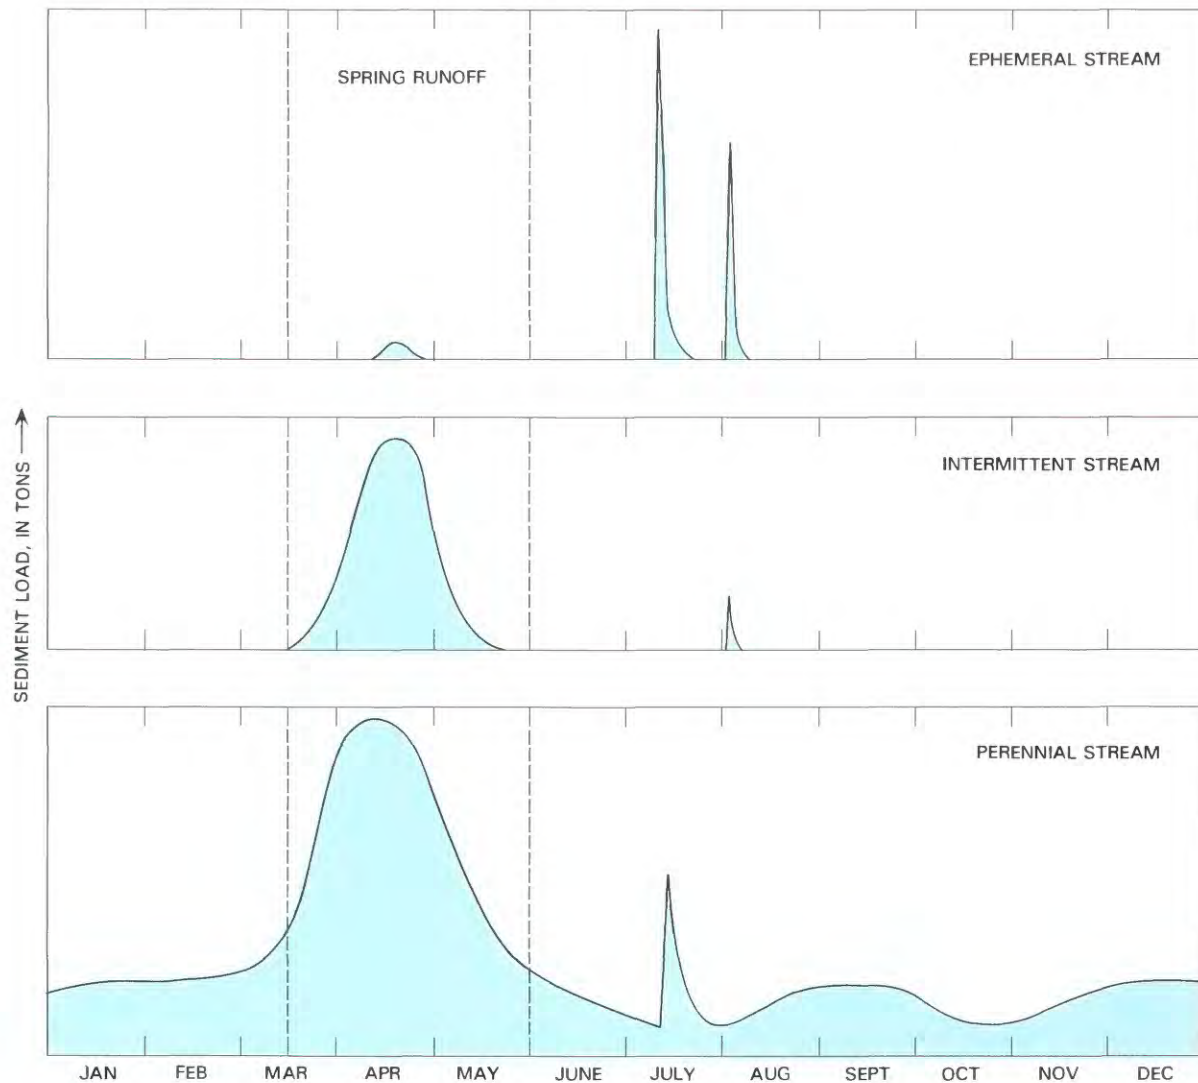 SPRING RUNOFF
EPHEMERAL STREAM
SEDIMENT LOAD, IN TONS
INTERMITTENT STREAM
PERENNIAL STREAM
JAN FEB MAR APR MAY JUNE JULY AUG SEPT OCT NOV DEC